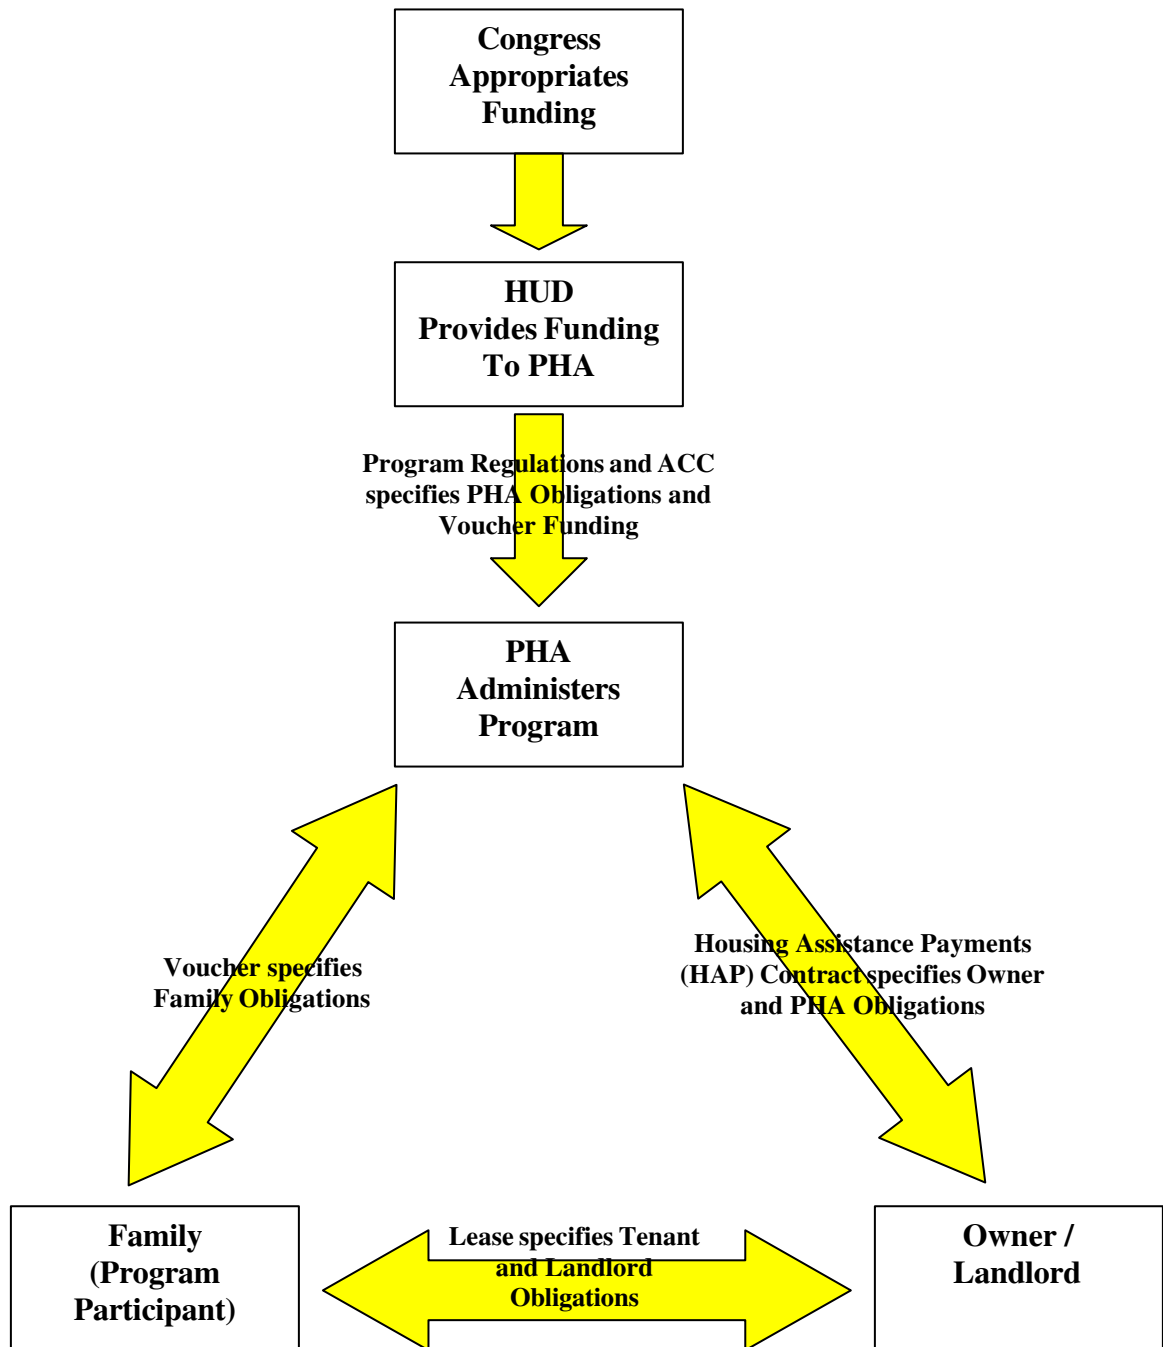 Congress
Appropriates
Funding
HUD
Provides Funding
To PHA
Program Regulations and ACC
specifies PHA Obligations and
Voucher Funding
PHA
Administers
Program
Voucher specifies
Family Obligations
Housing Assistance Payments
(HAP) Contract specifies Owner
and PHA Obligations
Family
(Program
Participant)
Lease specifies Tenant
and Landlord
Obligations
Owner /
Landlord